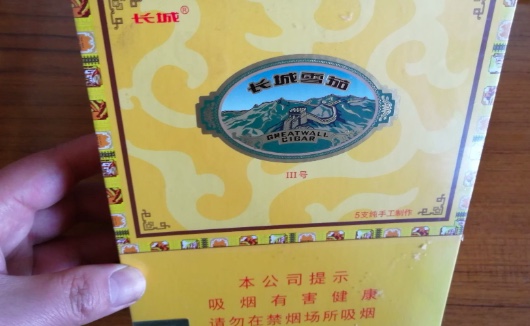 长城®
长城雪茄
GREATWALL
CIGAR
III号
5支纯手工制作
本公司提示
吸烟有害健康
请勿在禁烟场所吸烟